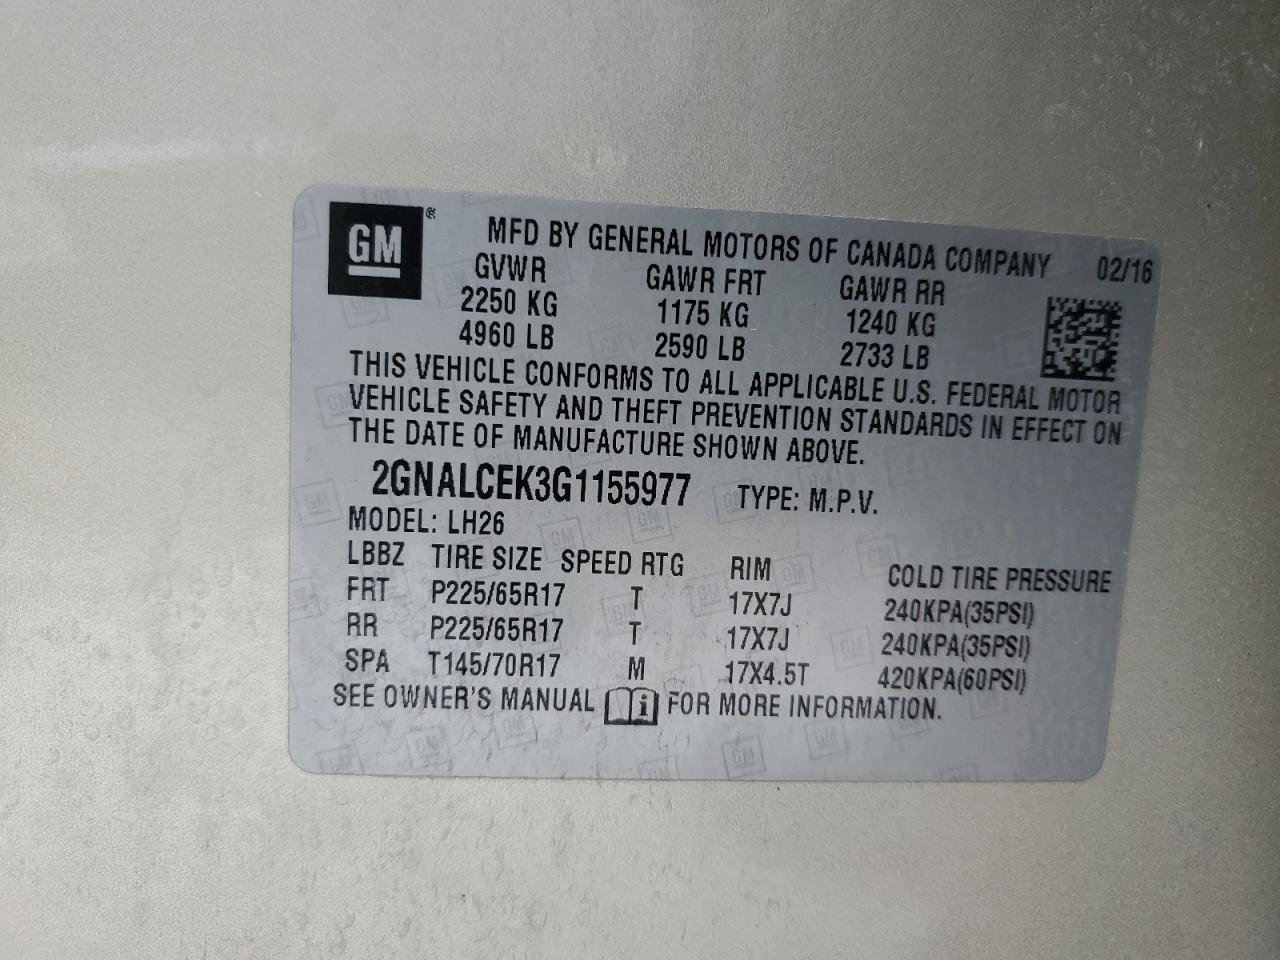 GM ® MFD BY GENERAL MOTORS OF CANADA COMPANY 02/16
GVWR GAWR FRT GAWR RR
2250 KG 1175 KG 1240 KG
4960 LB 2590 LB 2733 LB
THIS VEHICLE CONFORMS TO ALL APPLICABLE U.S. FEDERAL MOTOR
VEHICLE SAFETY AND THEFT PREVENTION STANDARDS IN EFFECT ON
THE DATE OF MANUFACTURE SHOWN ABOVE.
2GNALCEK3G1155977 TYPE: M.P.V.
MODEL: LH26
LBBZ TIRE SIZE SPEED RTG RIM COLD TIRE PRESSURE
FRT P225/65R17 T 17X7J 240KPA(35PSI)
RR P225/65R17 T 17X7J 240KPA(35PSI)
SPA T145/70R17 M 17X4.5T 420KPA(60PSI)
SEE OWNER'S MANUAL i FOR MORE INFORMATION.